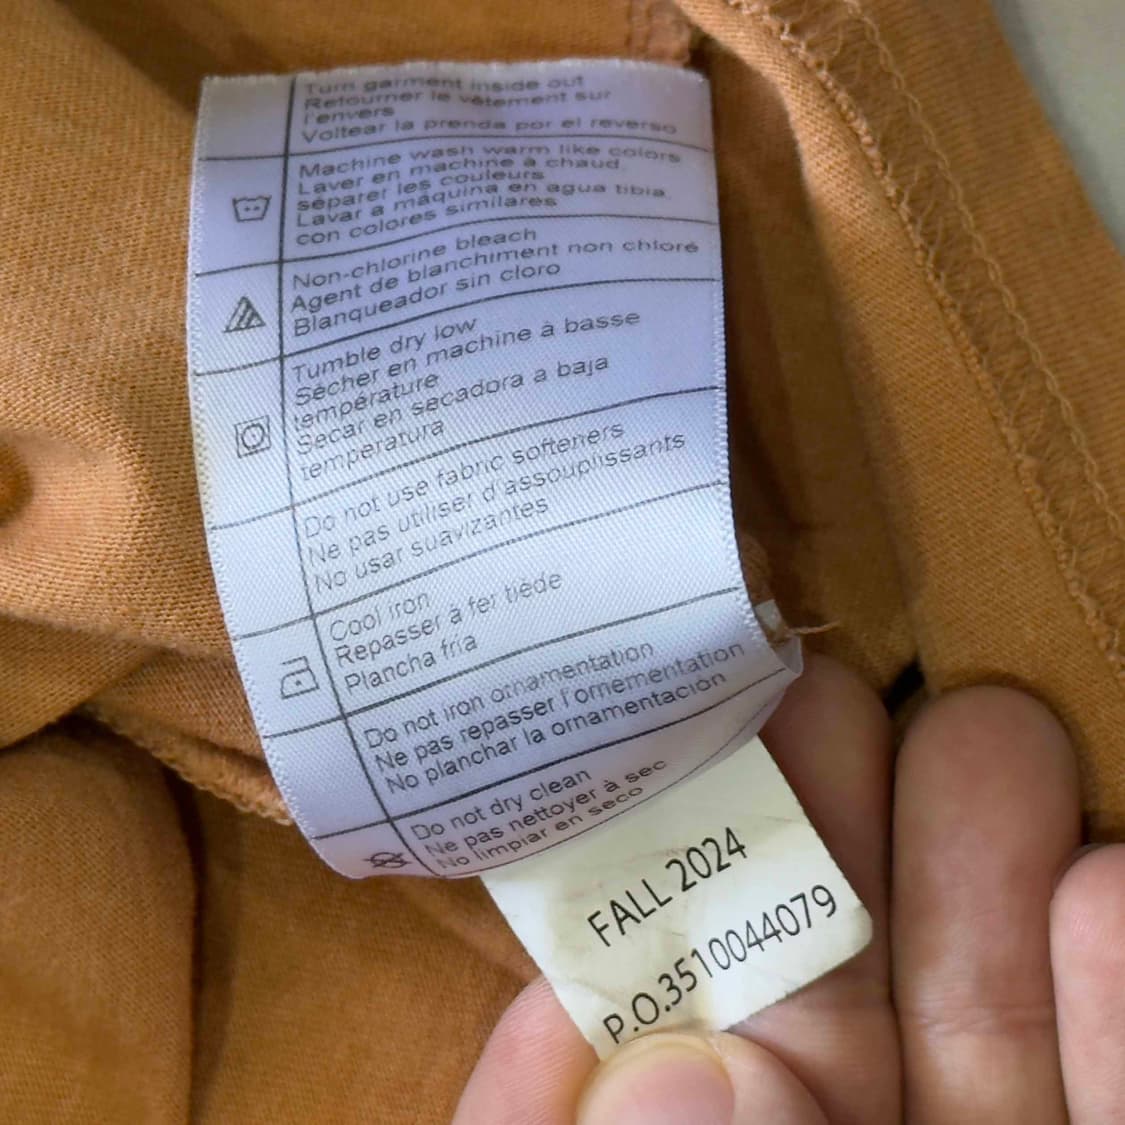 Turn garment inside out
Retourner le vêtement sur
l'envers
Voltear la prenda por el reverso
Machine wash warm like colors
Laver en machine à chaud
séparer les couleurs
Lavar a máquina en agua tibia
con colores similares
Non-chlorine bleach
Agent de blanchiment non chloré
Blanqueador sin cloro
Tumble dry low
Sécher en machine à basse
température
Secar en secadora a baja
temperatura
Do not use fabric softeners
Ne pas utiliser d'assouplissants
No usar suavizantes
Cool iron
Repasser à fer tiède
Plancha fria
Do not iron ornamentation
Ne pas repasser l'ornementation
No planchar la ornamentación
Do not dry clean
Ne pas nettoyer à sec
No limpiar en seco
FALL 2024
P.O.3510044079